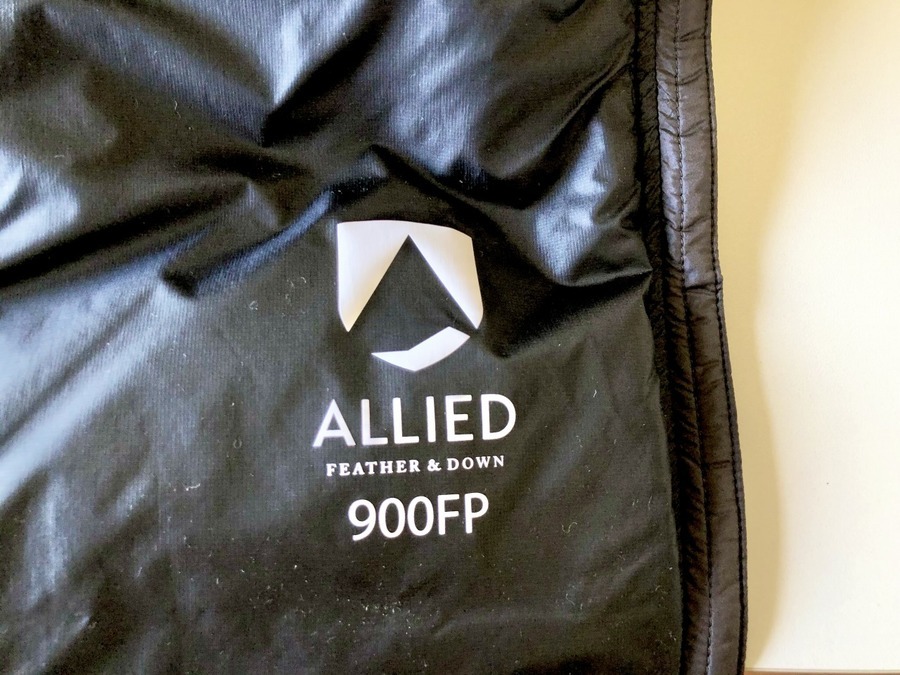 ALLIED
FEATHER & DOWN
900FP